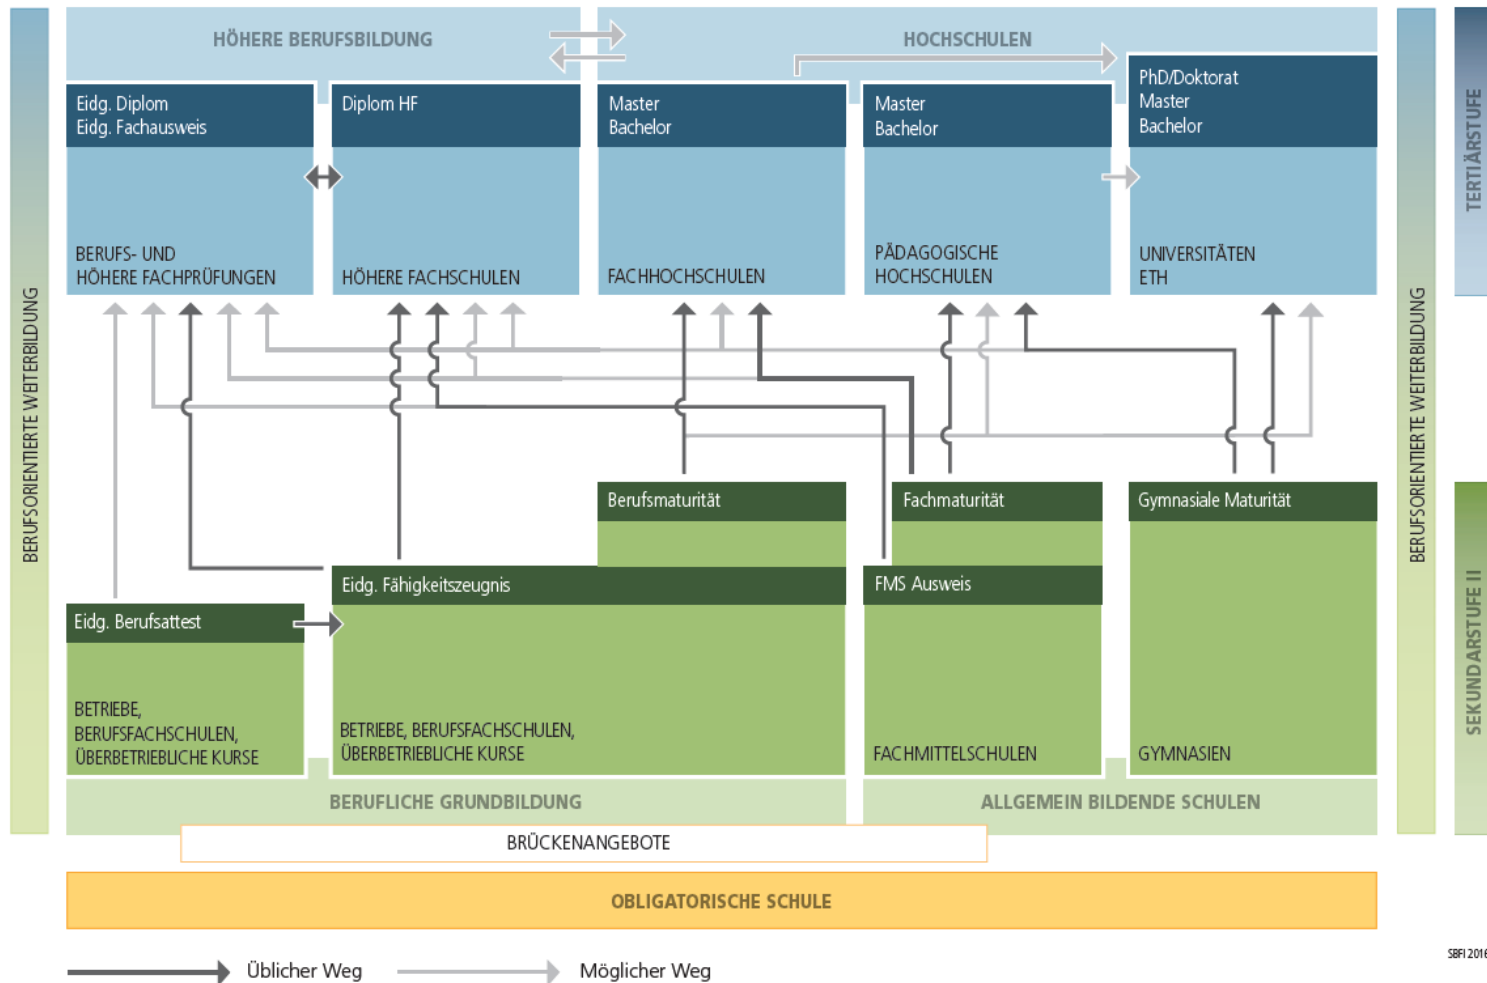 HÖHERE BERUFSBILDUNG
HOCHSCHULEN
Eidg. Diplom
Eidg. Fachausweis
Diplom HF
Master
Bachelor
Master
Bachelor
PhD/Doktorat
Master
Bachelor
BERUFS- UND
HÖHERE FACHPRÜFUNGEN
HÖHERE FACHSCHULEN
FACHHOCHSCHULEN
PÄDAGOGISCHE
HOCHSCHULEN
UNIVERSITÄTEN
ETH
BERUFSORIENTIERTE WEITERBILDUNG
BERUFSORIENTIERTE WEITERBILDUNG
TERTIÄRSTUFE
SEKUNDARSTUFE II
Berufsmaturität
Fachmaturität
Gymnasiale Maturität
Eidg. Fähigkeitszeugnis
FMS Ausweis
Eidg. Berufsattest
BETRIEBE,
BERUFSFACHSCHULEN,
ÜBERBETRIEBLICHE KURSE
BETRIEBE, BERUFSFACHSCHULEN,
ÜBERBETRIEBLICHE KURSE
FACHMITTELSCHULEN
GYMNASIEN
BERUFLICHE GRUNDBILDUNG
ALLGEMEIN BILDENDE SCHULEN
BRÜCKENANGEBOTE
OBLIGATORISCHE SCHULE
Üblicher Weg
Möglicher Weg
SBFI 2016